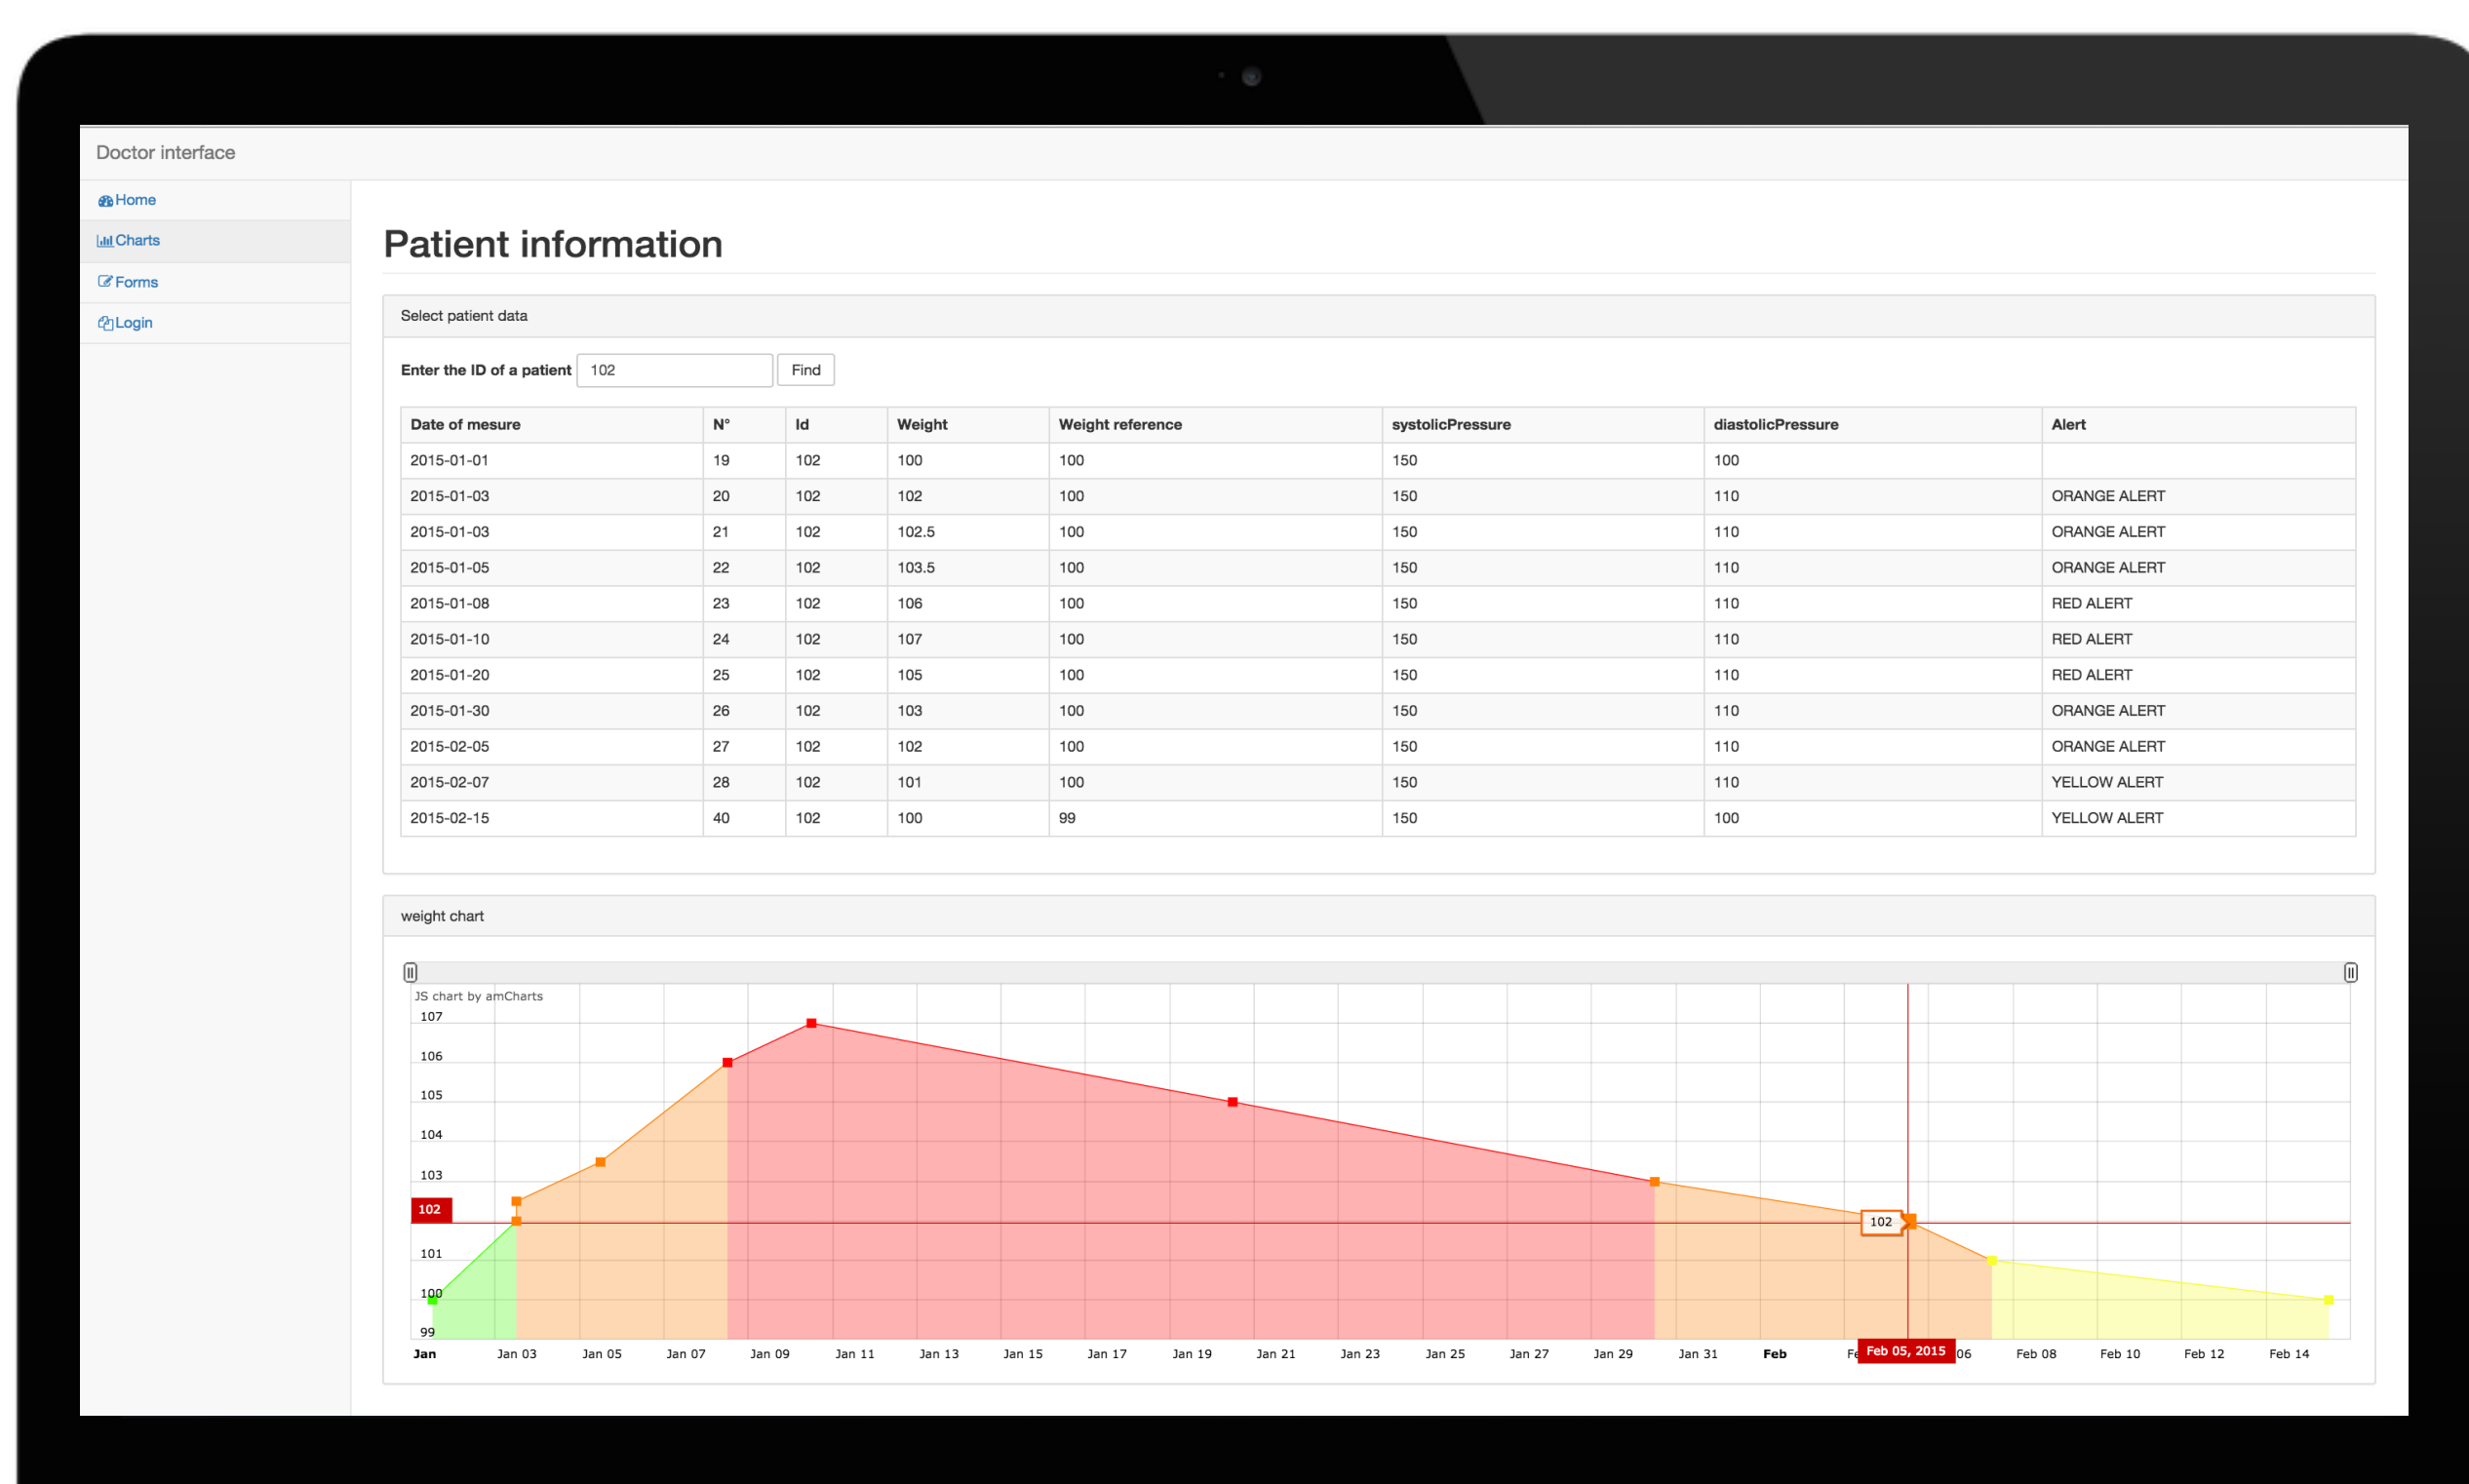 Doctor interface
Home
Charts
Forms
Login
Patient information
Select patient data
Enter the ID of a patient 102 Find
Date of mesure N° Id Weight Weight reference systolicPressure diastolicPressure Alert
2015-01-01 19 102 100 100 150 100
2015-01-03 20 102 102 100 150 110 ORANGE ALERT
2015-01-03 21 102 102.5 100 150 110 ORANGE ALERT
2015-01-05 22 102 103.5 100 150 110 ORANGE ALERT
2015-01-08 23 102 106 100 150 110 RED ALERT
2015-01-10 24 102 107 100 150 110 RED ALERT
2015-01-20 25 102 105 100 150 110 RED ALERT
2015-01-30 26 102 103 100 150 110 ORANGE ALERT
2015-02-05 27 102 102 100 150 110 ORANGE ALERT
2015-02-07 28 102 101 100 150 110 YELLOW ALERT
2015-02-15 40 102 100 99 150 100 YELLOW ALERT
weight chart
JS chart by amCharts
107
106
105
104
103
102
102
101
100
99
Jan Jan 03 Jan 05 Jan 07 Jan 09 Jan 11 Jan 13 Jan 15 Jan 17 Jan 19 Jan 21 Jan 23 Jan 25 Jan 27 Jan 29 Jan 31 Feb Feb 05, 2015 06 Feb 08 Feb 10 Feb 12 Feb 14